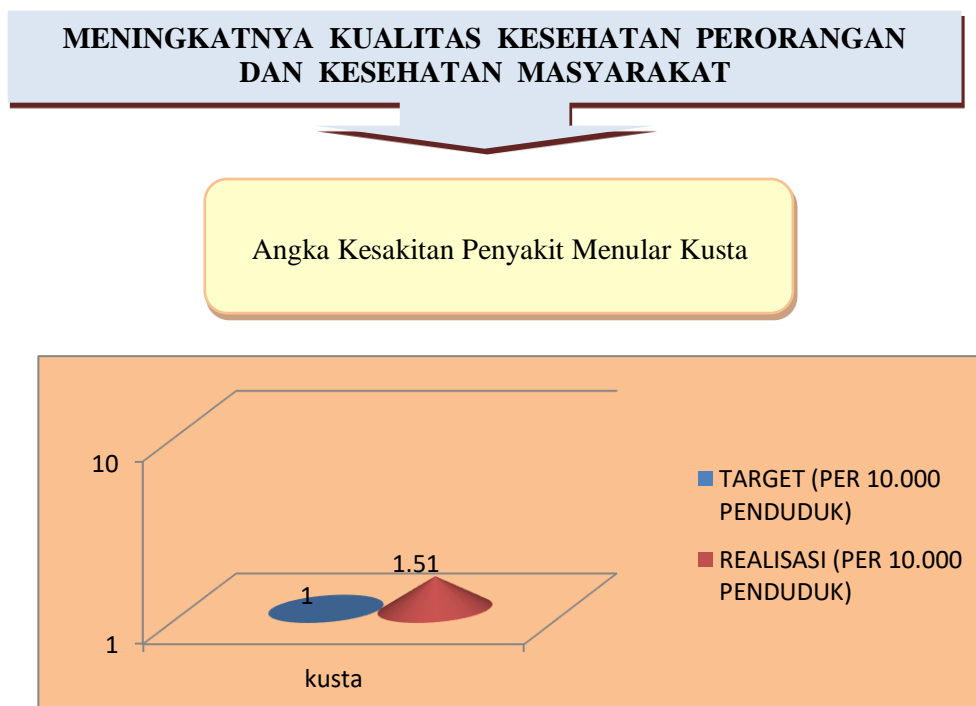 MENINGKATNYA KUALITAS KESEHATAN PERORANGAN
DAN KESEHATAN MASYARAKAT
Angka Kesakitan Penyakit Menular Kusta
10
1
1
1.51
kusta
TARGET (PER 10.000
PENDUDUK)
REALISASI (PER 10.000
PENDUDUK)